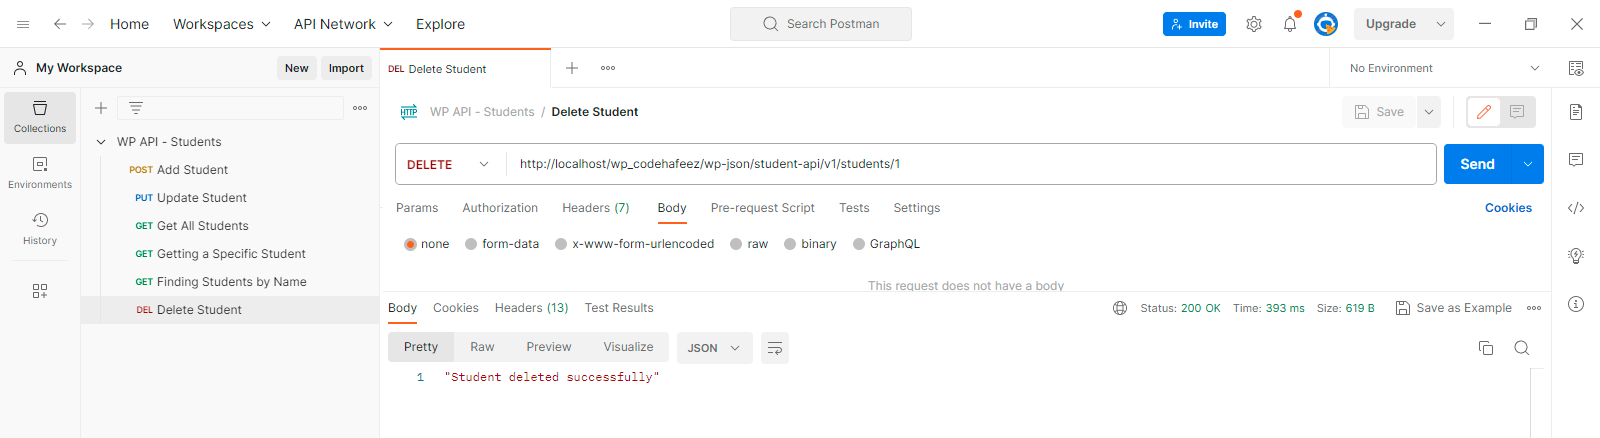 Home Workspaces API Network Explore Search Postman Invite Upgrade
My Workspace New Import DEL Delete Student No Environment
Collections
Environments
History
WP API - Students
POST Add Student
PUT Update Student
GET Get All Students
GET Getting a Specific Student
GET Finding Students by Name
DEL Delete Student
HTTP WP API - Students / Delete Student Save
DELETE http://localhost/wp_codehafeez/wp-json/student-api/v1/students/1 Send
Params Authorization Headers (7) Body Pre-request Script Tests Settings Cookies
none form-data x-www-form-urlencoded raw binary GraphQL
This request does not have a body
Body Cookies Headers (13) Test Results Status: 200 OK Time: 393 ms Size: 619 B Save as Example
Pretty Raw Preview Visualize JSON
1 "Student deleted successfully"